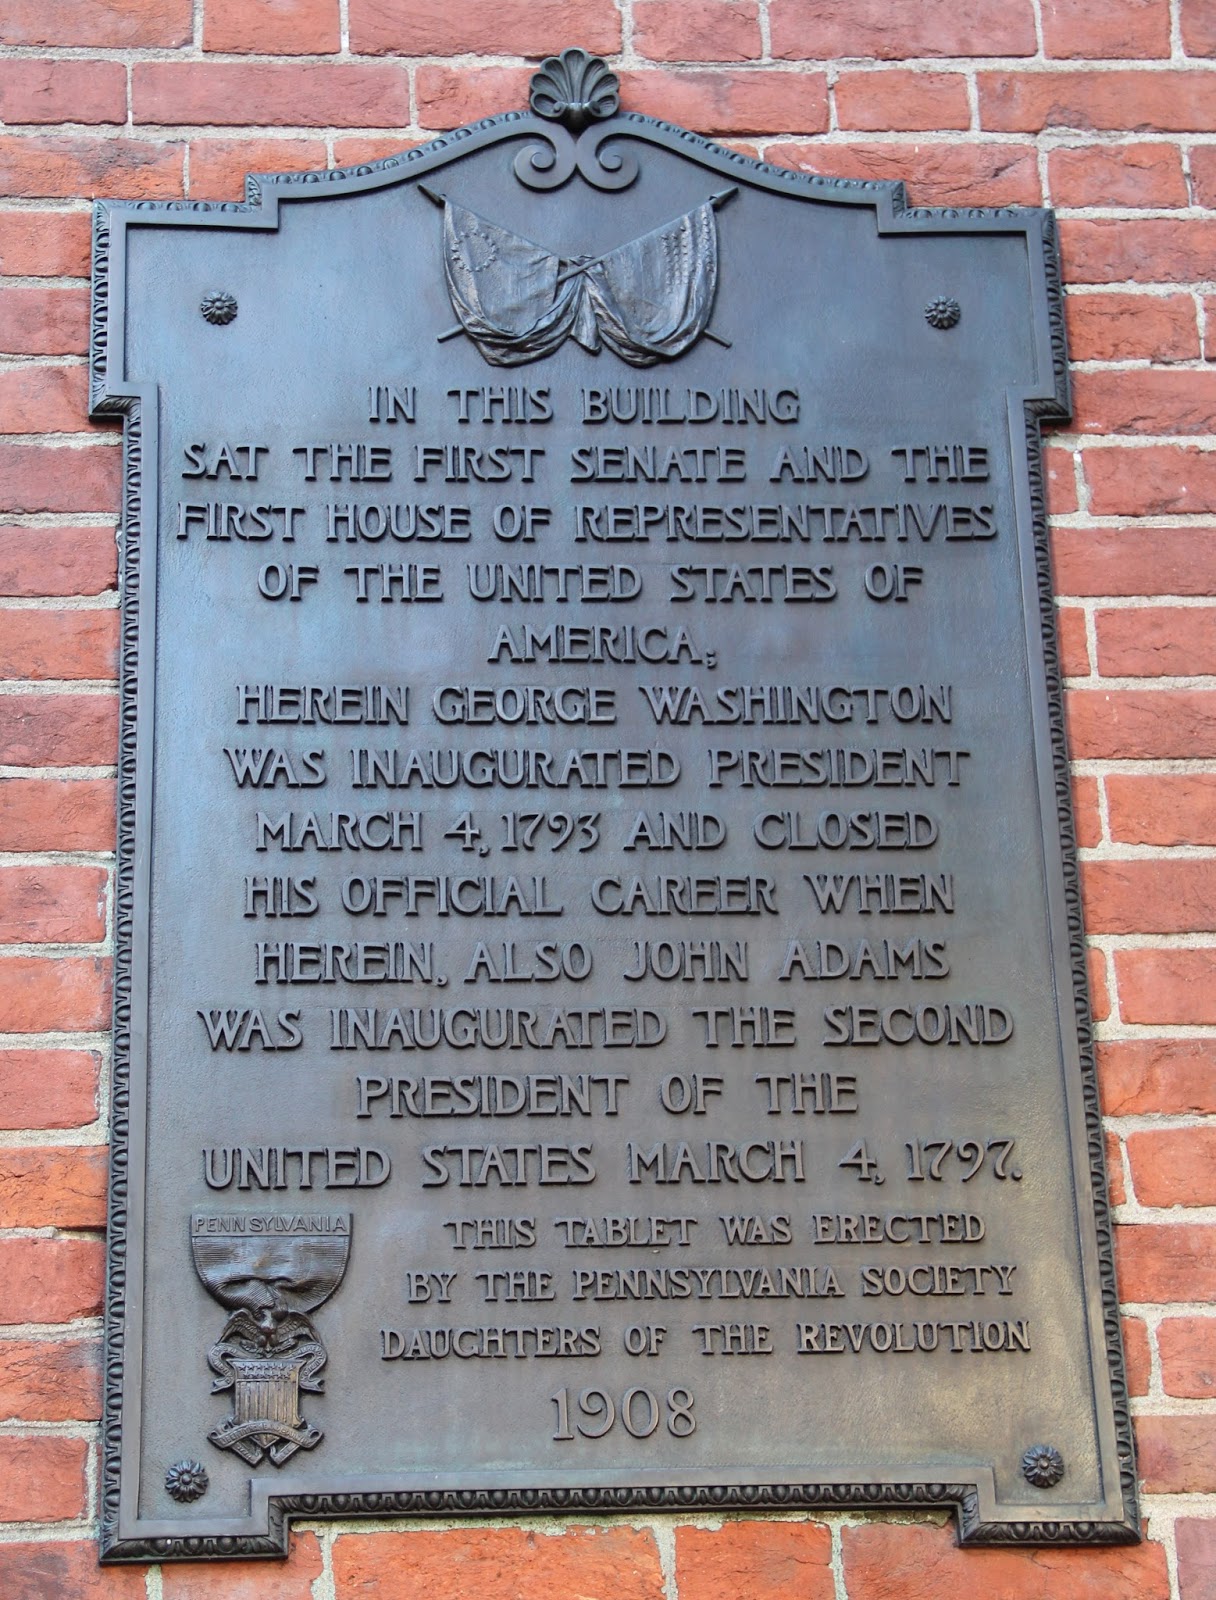 IN THIS BUILDING
SAT THE FIRST SENATE AND THE
FIRST HOUSE OF REPRESENTATIVES
OF THE UNITED STATES OF
AMERICA;
HEREIN GEORGE WASHINGTON
WAS INAUGURATED PRESIDENT
MARCH 4, 1793 AND CLOSED
HIS OFFICIAL CAREER WHEN
HEREIN, ALSO JOHN ADAMS
WAS INAUGURATED THE SECOND
PRESIDENT OF THE
UNITED STATES MARCH 4, 1797.
PENNSYLVANIA
THIS TABLET WAS ERECTED
BY THE PENNSYLVANIA SOCIETY
DAUGHTERS OF THE REVOLUTION
1908